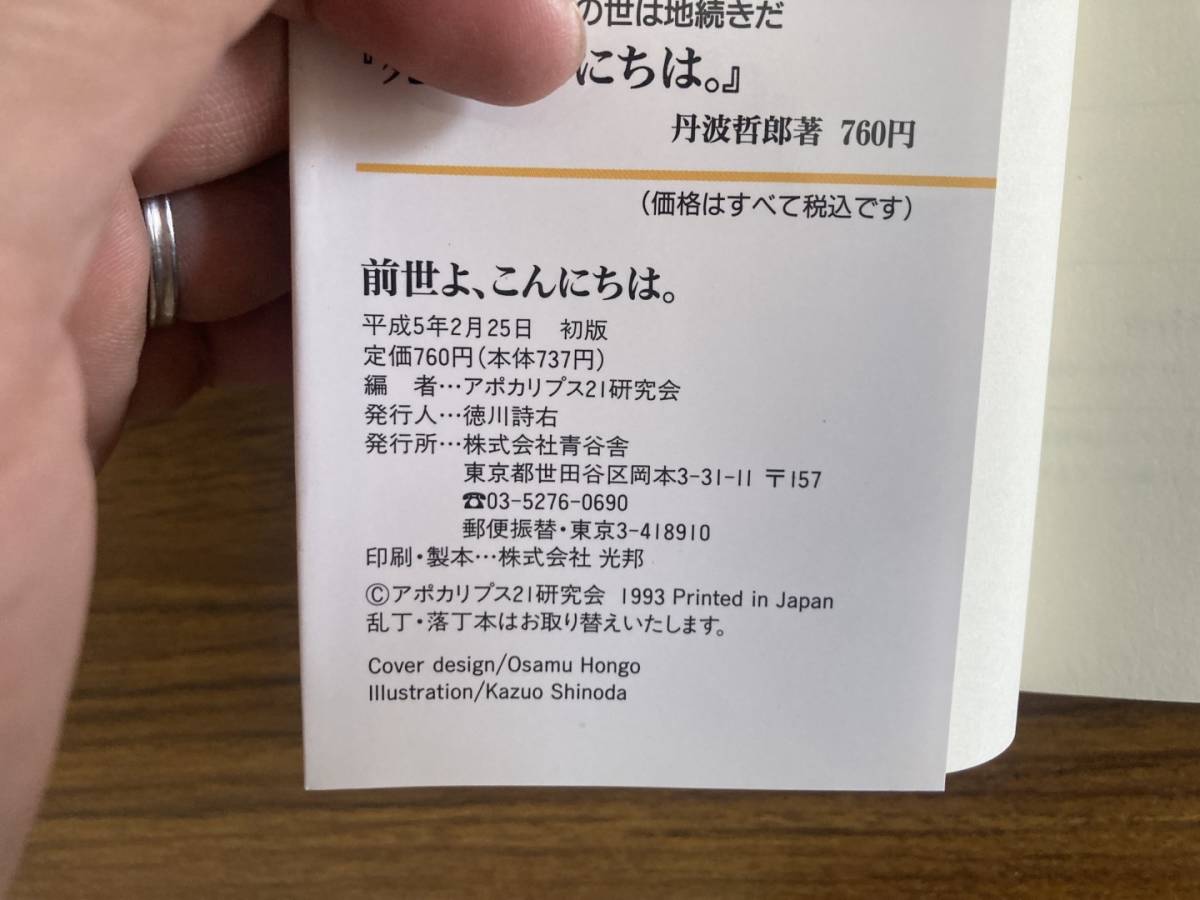 の世は地続きだ
にちは。』
丹波哲郎著 760円
(価格はすべて税込です)
前世よ、こんにちは。
平成5年2月25日 初版
定価760円(本体737円)
編 者…アポカリプス21研究会
発行人…徳川詩右
発行所…株式会社青谷舎
東京都世田谷区岡本3-31-11 〒157
☎03-5276-0690
郵便振替・東京3-418910
印刷・製本…株式会社 光邦
©アポカリプス21研究会 1993 Printed in Japan
乱丁・落丁本はお取り替えいたします。
Cover design/Osamu Hongo
Illustration/Kazuo Shinoda